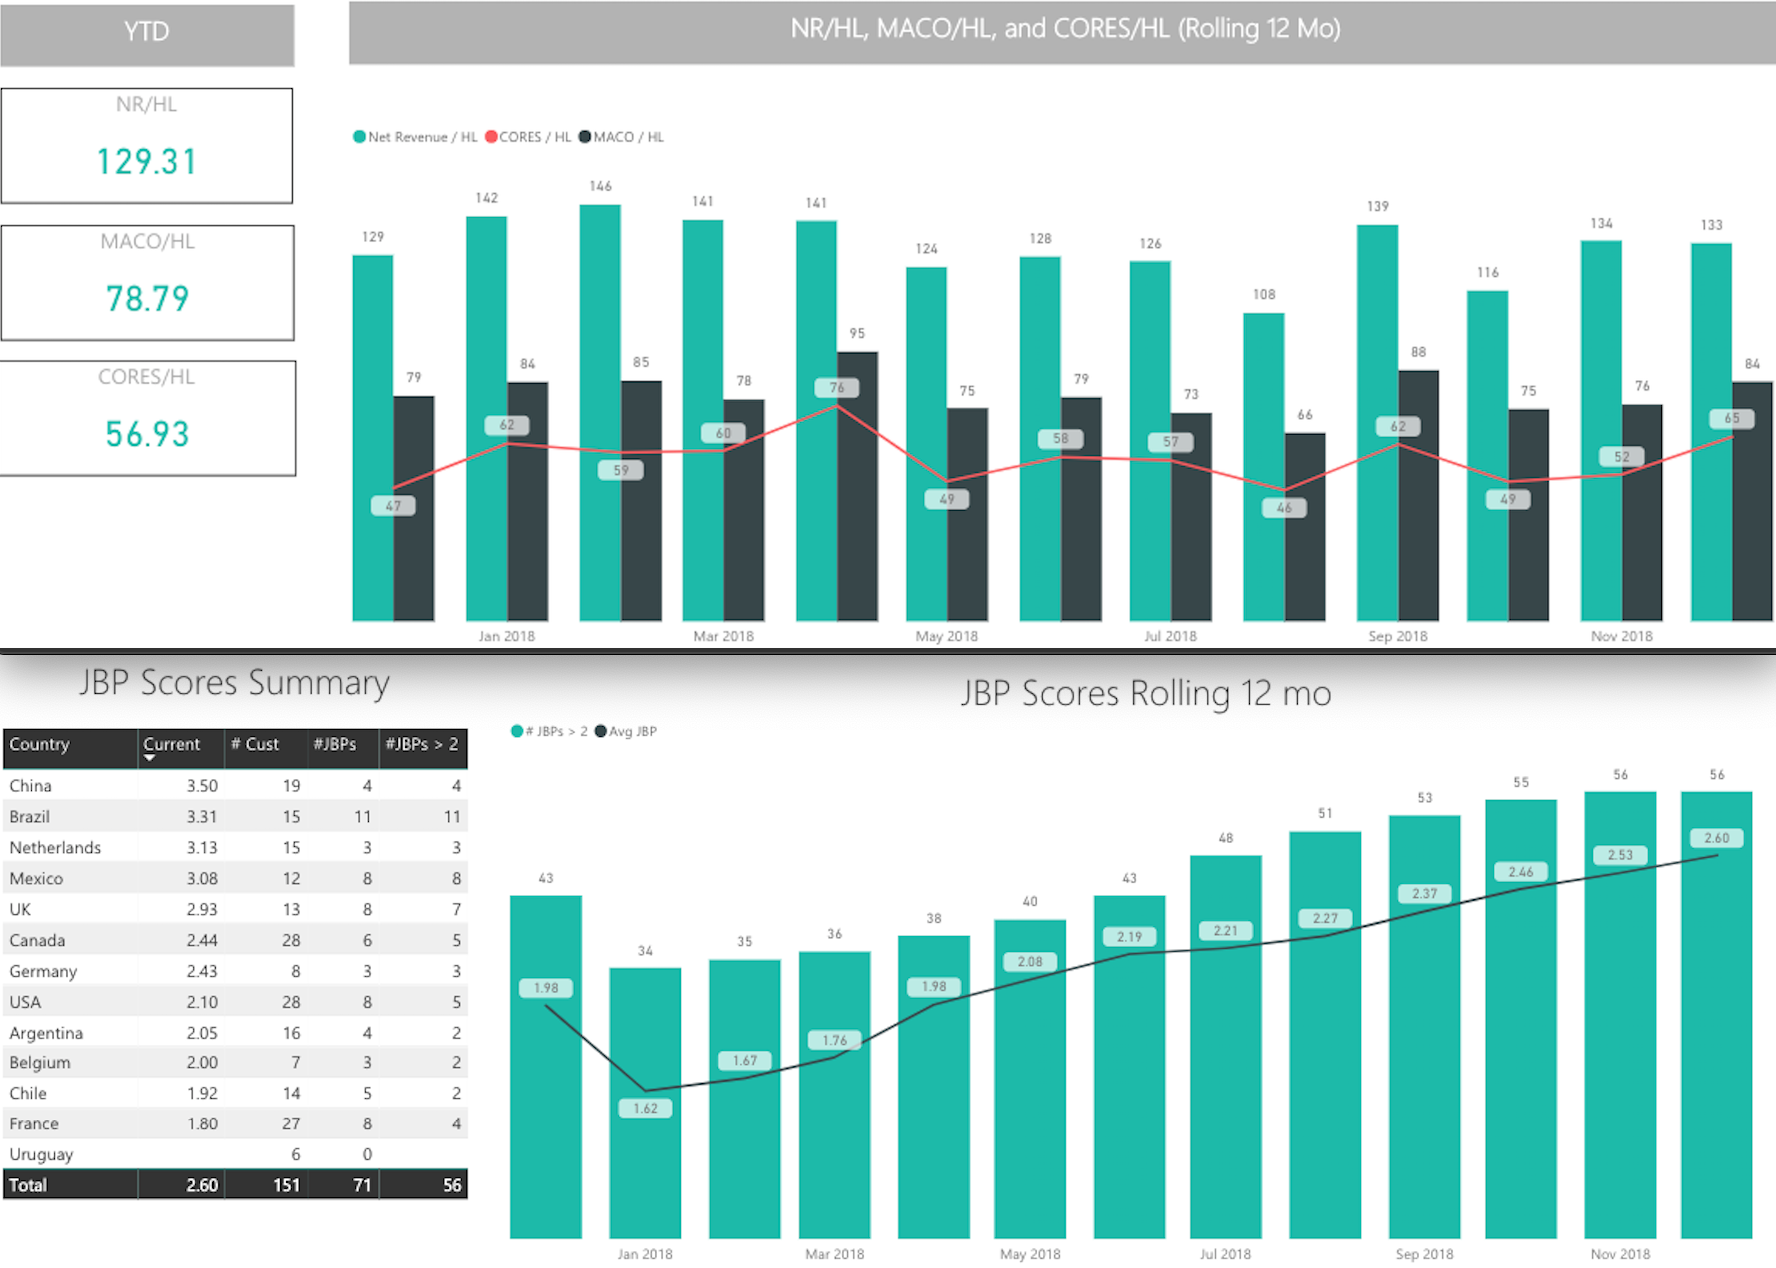 YTD
NR/HL
129.31
MACO/HL
78.79
CORES/HL
56.93
NR/HL, MACO/HL, and CORES/HL (Rolling 12 Mo)
Net Revenue / HL CORES / HL MACO / HL
129 142 146 141 141 124 128 126 108 139 116 134 133
79 84 85 78 95 75 79 73 66 88 75 76 84
47 62 59 60 76 49 58 57 46 62 49 52 65
Jan 2018 Mar 2018 May 2018 Jul 2018 Sep 2018 Nov 2018
JBP Scores Summary
Country Current # Cust #JBPs #JBPs > 2
China 3.50 19 4 4
Brazil 3.31 15 11 11
Netherlands 3.13 15 3 3
Mexico 3.08 12 8 8
UK 2.93 13 8 7
Canada 2.44 28 6 5
Germany 2.43 8 3 3
USA 2.10 28 8 5
Argentina 2.05 16 4 2
Belgium 2.00 7 3 2
Chile 1.92 14 5 2
France 1.80 27 8 4
Uruguay 6 0
Total 2.60 151 71 56
JBP Scores Rolling 12 mo
# JBPs > 2 Avg JBP
43 34 35 36 38 40 43 48 51 53 55 56 56
1.98 1.62 1.67 1.76 1.98 2.08 2.19 2.21 2.27 2.37 2.46 2.53 2.60
Jan 2018 Mar 2018 May 2018 Jul 2018 Sep 2018 Nov 2018